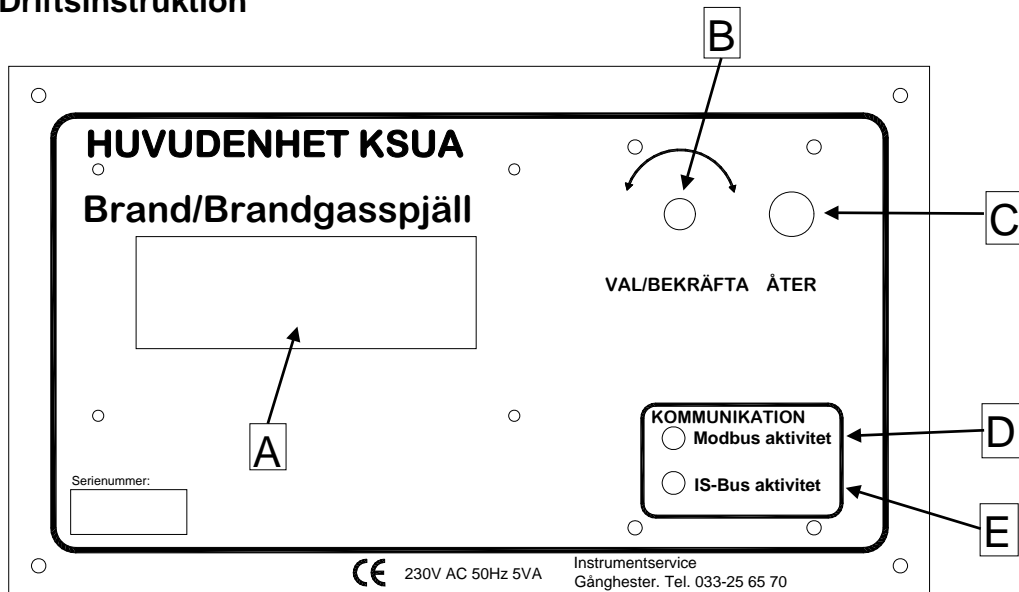 Driftsinstruktion
B
HUVUDENHET KSUA
Brand/Brandgasspjäll
C
VAL/BEKRÄFTA ÅTER
KOMMUNIKATION
Modbus aktivitet
D
A
IS-Bus aktivitet
Serienummer:
E
CE 230V AC 50Hz 5VA
Instrumentservice
Gånghester. Tel. 033-25 65 70